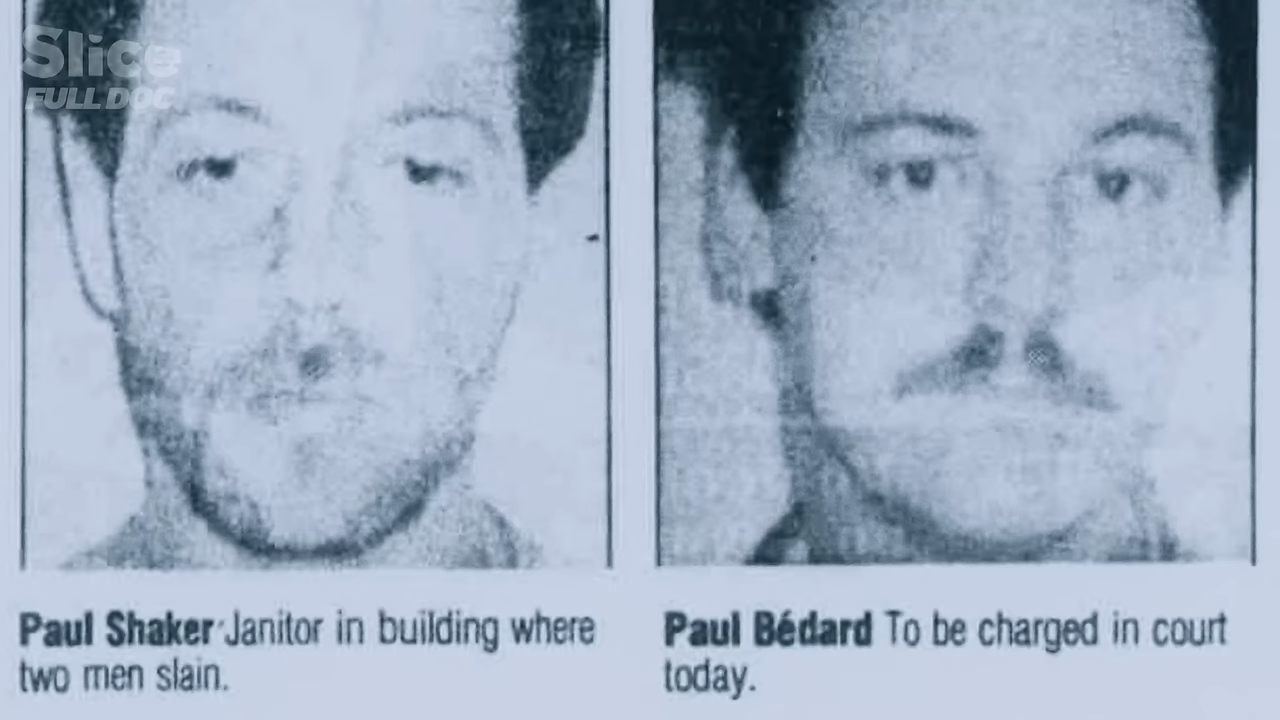 Slice
FULL DOC
Paul Shaker Janitor in building where
two men slain.
Paul Bédard To be charged in court
today.